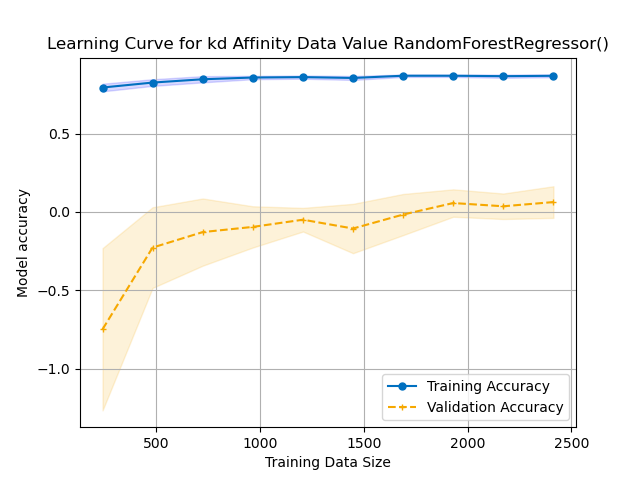 Learning Curve for kd Affinity Data Value RandomForestRegressor()
Model accuracy
0.5
0.0
−0.5
−1.0
Training Accuracy
Validation Accuracy
500 1000 1500 2000 2500
Training Data Size